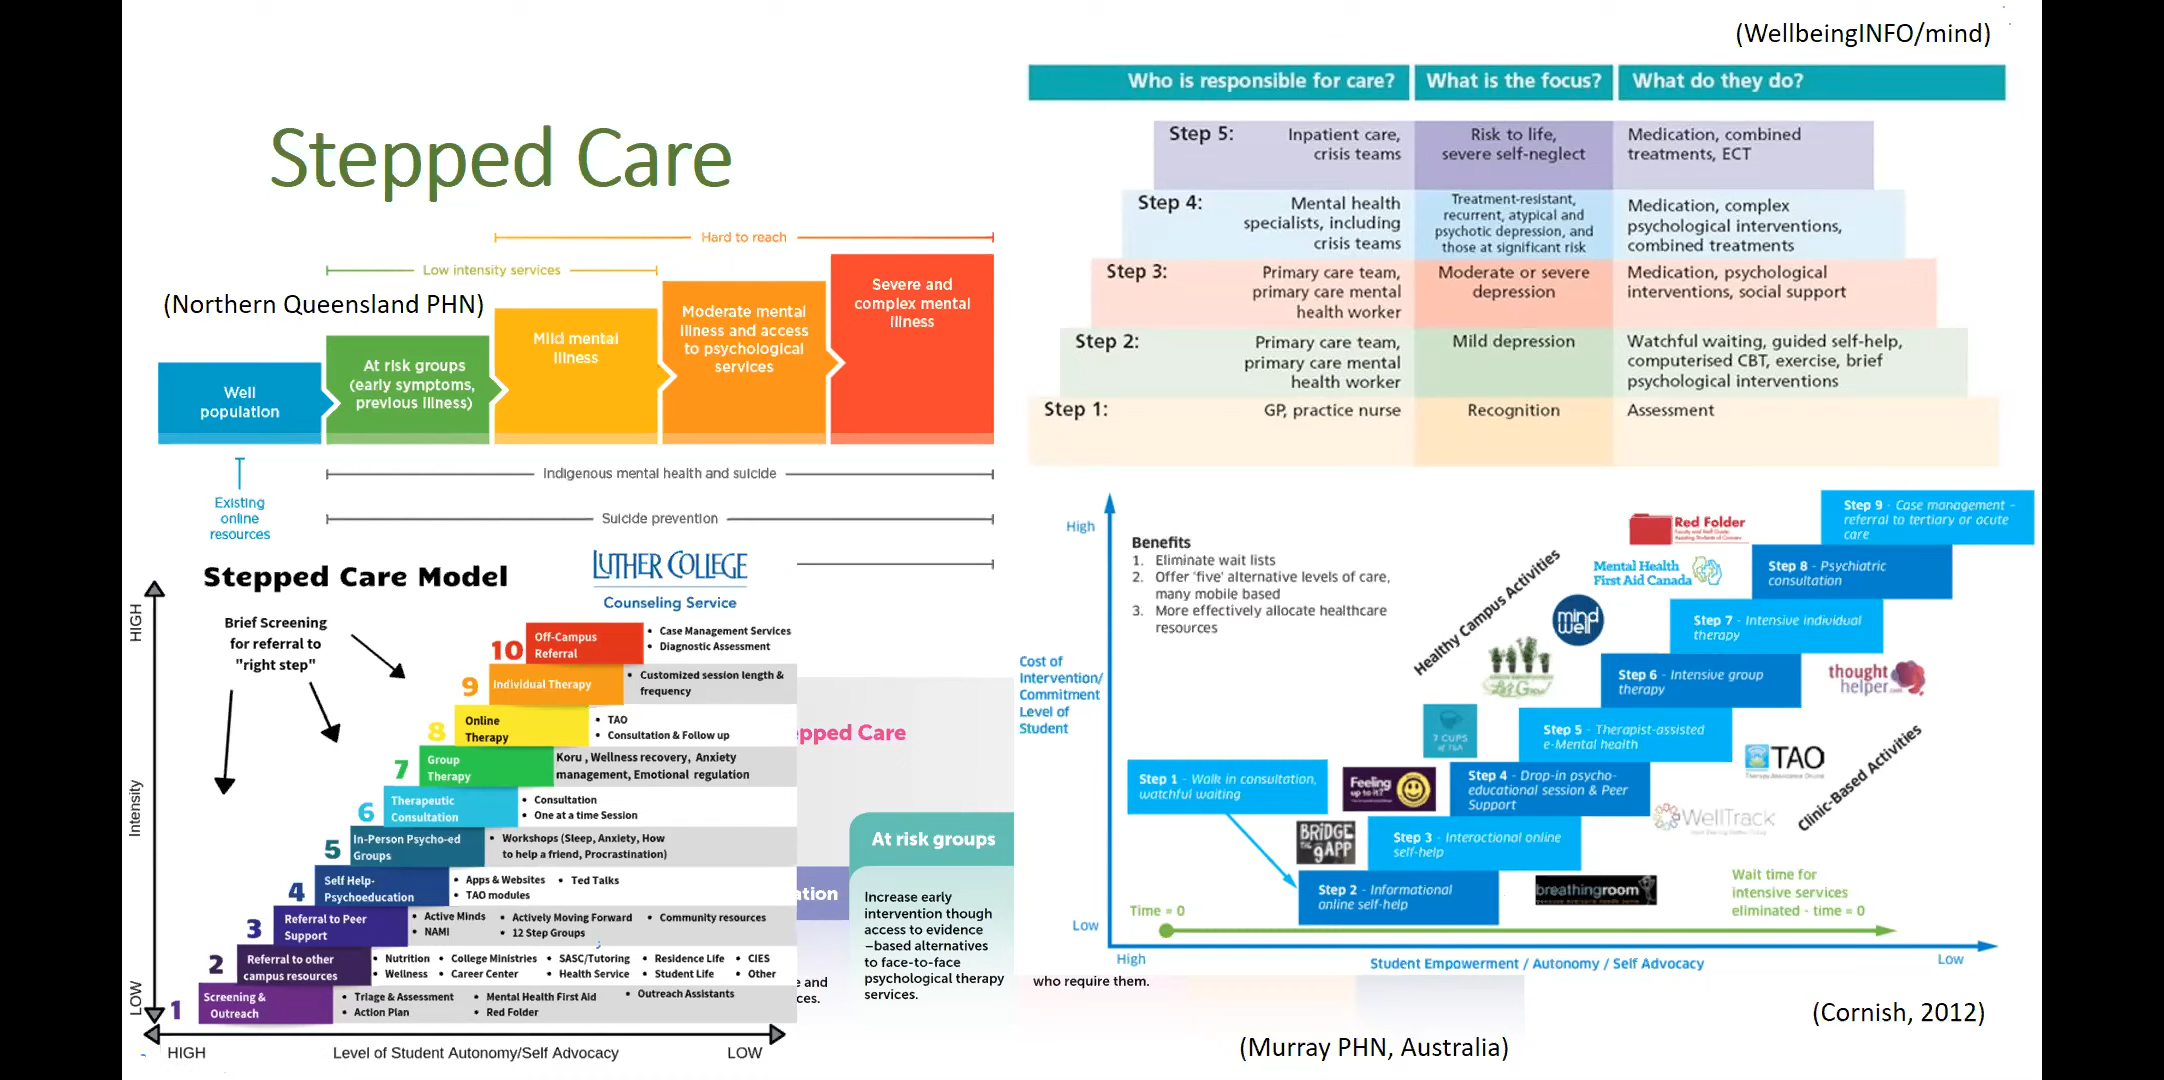 (WellbeingINFO/mind)
Stepped Care
(Northern Queensland PHN)
Hard to reach
Low intensity services
Well
population
At risk groups
(early symptoms,
previous illness)
Mild mental
illness
Moderate mental
illness and access
to psychological
services
Severe and
complex mental
illness
Existing
online
resources
Indigenous mental health and suicide
Suicide prevention
Who is responsible for care?
What is the focus?
What do they do?
Step 5:
Inpatient care,
crisis teams
Risk to life,
severe self-neglect
Medication, combined
treatments, ECT
Step 4:
Mental health
specialists, including
crisis teams
Treatment-resistant,
recurrent, atypical and
psychotic depression, and
those at significant risk
Medication, complex
psychological interventions,
combined treatments
Step 3:
Primary care team,
primary care mental
health worker
Moderate or severe
depression
Medication, psychological
interventions, social support
Step 2:
Primary care team,
primary care mental
health worker
Mild depression
Watchful waiting, guided self-help,
computerised CBT, exercise, brief
psychological interventions
Step 1:
GP, practice nurse
Recognition
Assessment
Stepped Care Model
LUTHER COLLEGE
Counseling Service
Brief Screening
for referral to
"right step"
HIGH
Intensity
LOW
10
Off-Campus
Referral
• Case Management Services
• Diagnostic Assessment
9
Individual Therapy
• Customized session length &
frequency
8
Online
Therapy
• TAO
• Consultation & Follow up
7
Group
Therapy
Koru , Wellness recovery, Anxiety
management, Emotional regulation
6
Therapeutic
Consultation
• Consultation
• One at a time Session
5
In-Person Psycho-ed
Groups
• Workshops (Sleep, Anxiety, How
to help a friend, Procrastination)
4
Self Help-
Psychoeducation
• Apps & Websites • Ted Talks
• TAO modules
3
Referral to Peer
Support
• Active Minds • Actively Moving Forward • Community resources
• NAMI • 12 Step Groups
2
Referral to other
campus resources
• Nutrition • College Ministries • SASC/Tutoring • Residence Life • CIES
• Wellness • Career Center • Health Service • Student Life • Other
1
Screening &
Outreach
• Triage & Assessment • Mental Health First Aid • Outreach Assistants
• Action Plan • Red Folder
HIGH
Level of Student Autonomy/Self Advocacy
LOW
epped Care
ation
e and
ces.
At risk groups
Increase early
intervention though
access to evidence
–based alternatives
to face-to-face
psychological therapy
services.
who require them.
High
Cost of
Intervention/
Commitment
Level of
Student
Low
Benefits
1. Eliminate wait lists
2. Offer 'five' alternative levels of care,
many mobile based
3. More effectively allocate healthcare
resources
Healthy Campus Activities
Red Folder
Mental Health
First Aid Canada
mind
well
Let's Grow
7 CUPS
of TEA
Feeling
up to it?
BRiDGE
THE gAPP
Step 9 - Case management -
referral to tertiary or acute
care
Step 8 - Psychiatric
consultation
Step 7 - Intensive individual
therapy
Step 6 - Intensive group
therapy
thought
helper.com
Step 5 - Therapist-assisted
e-Mental health
TAO
Step 4 - Drop-in psycho-
educational session & Peer
Support
WellTrack
Clinic-Based Activities
Step 1 - Walk in consultation,
watchful waiting
Step 3 - Interactional online
self-help
Step 2 - Informational
online self-help
breathingroom
Wait time for
intensive services
eliminated - time = 0
Time = 0
High
Student Empowerment / Autonomy / Self Advocacy
Low
(Cornish, 2012)
(Murray PHN, Australia)